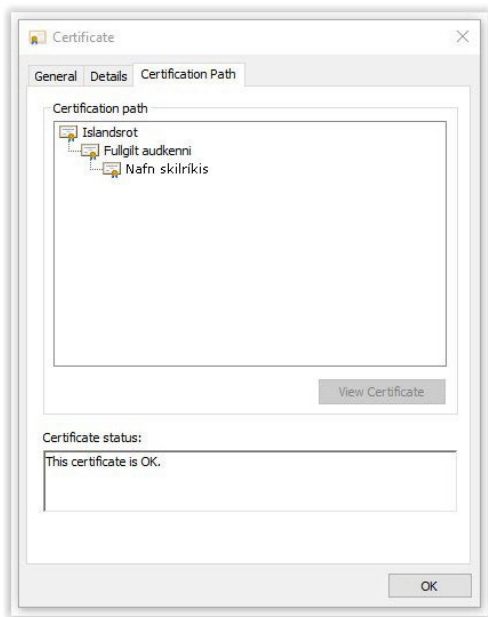 Certificate
General Details Certification Path
Certification path
Islandsrot
Fullgilt audkenni
Nafn skilríkis
View Certificate
Certificate status:
This certificate is OK.
OK